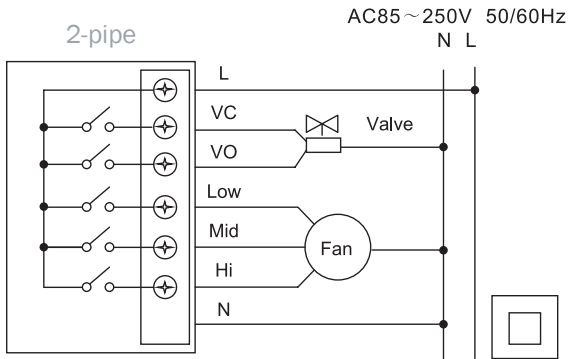 AC85～250V 50/60Hz
2-pipe
N L
L
VC
Valve
VO
Low
Mid
Fan
Hi
N